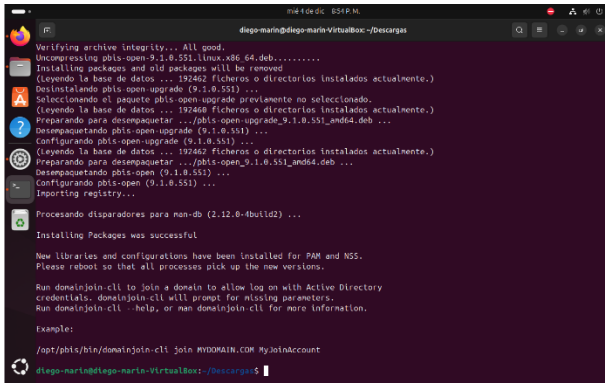 mié 4 de dic 8:54 P. M.
diego-marin@diego-marin-VirtualBox: ~/Descargas
Verifying archive integrity... All good.
Uncompressing pbis-open-9.1.0.551.linux.x86_64.deb.........
Installing packages and old packages will be removed
(Leyendo la base de datos ... 192462 ficheros o directorios instalados actualmente.)
Desinstalando pbis-open-upgrade (9.1.0.551) ...
Seleccionando el paquete pbis-open-upgrade previamente no seleccionado.
(Leyendo la base de datos ... 192460 ficheros o directorios instalados actualmente.)
Preparando para desempaquetar .../pbis-open-upgrade_9.1.0.551_amd64.deb ...
Desempaquetando pbis-open-upgrade (9.1.0.551) ...
Configurando pbis-open-upgrade (9.1.0.551) ...
(Leyendo la base de datos ... 192462 ficheros o directorios instalados actualmente.)
Preparando para desempaquetar .../pbis-open_9.1.0.551_amd64.deb ...
Desempaquetando pbis-open (9.1.0.551) ...
Configurando pbis-open (9.1.0.551) ...
Importing registry...
Procesando disparadores para man-db (2.12.0-4build2) ...
Installing Packages was successful
New libraries and configurations have been installed for PAM and NSS.
Please reboot so that all processes pick up the new versions.
Run domainjoin-cli to join a domain to allow log on with Active Directory
credentials. domainjoin-cli will prompt for missing parameters.
Run domainjoin-cli --help, or man domainjoin-cli for more information.
Example:
/opt/pbis/bin/domainjoin-cli join MYDOMAIN.COM MyJoinAccount
diego-marin@diego-marin-VirtualBox:~/Descargas$